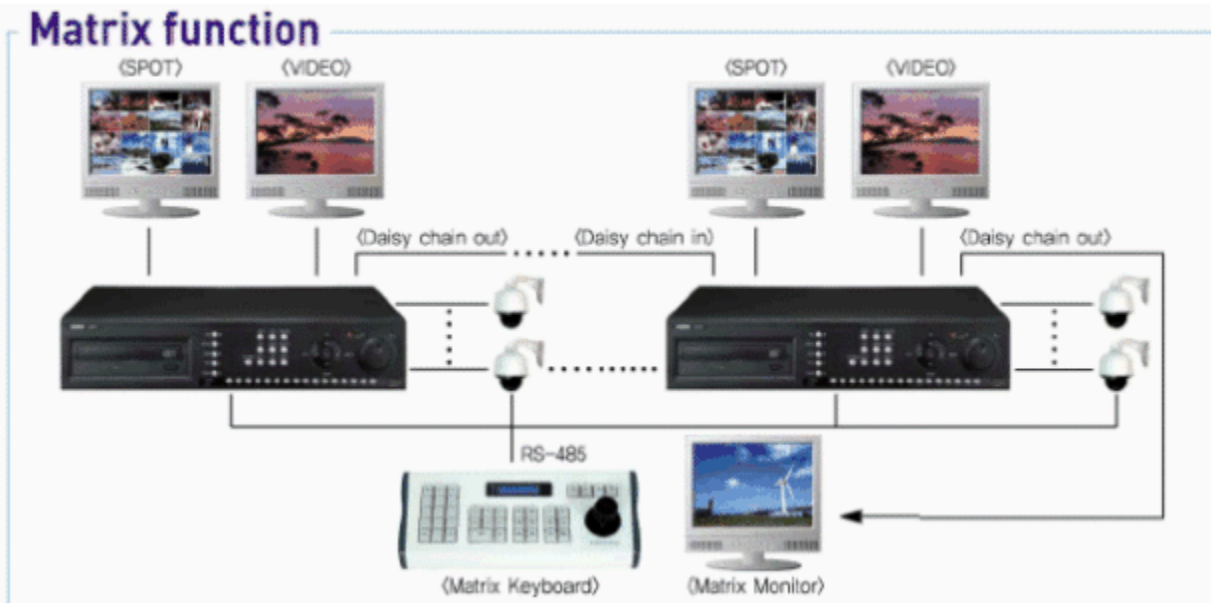 Matrix function
〈SPOT〉 〈VIDEO〉 〈SPOT〉 〈VIDEO〉
〈Daisy chain out〉 〈Daisy chain in〉 〈Daisy chain out〉
RS-485
〈Matrix Keyboard〉 〈Matrix Monitor〉